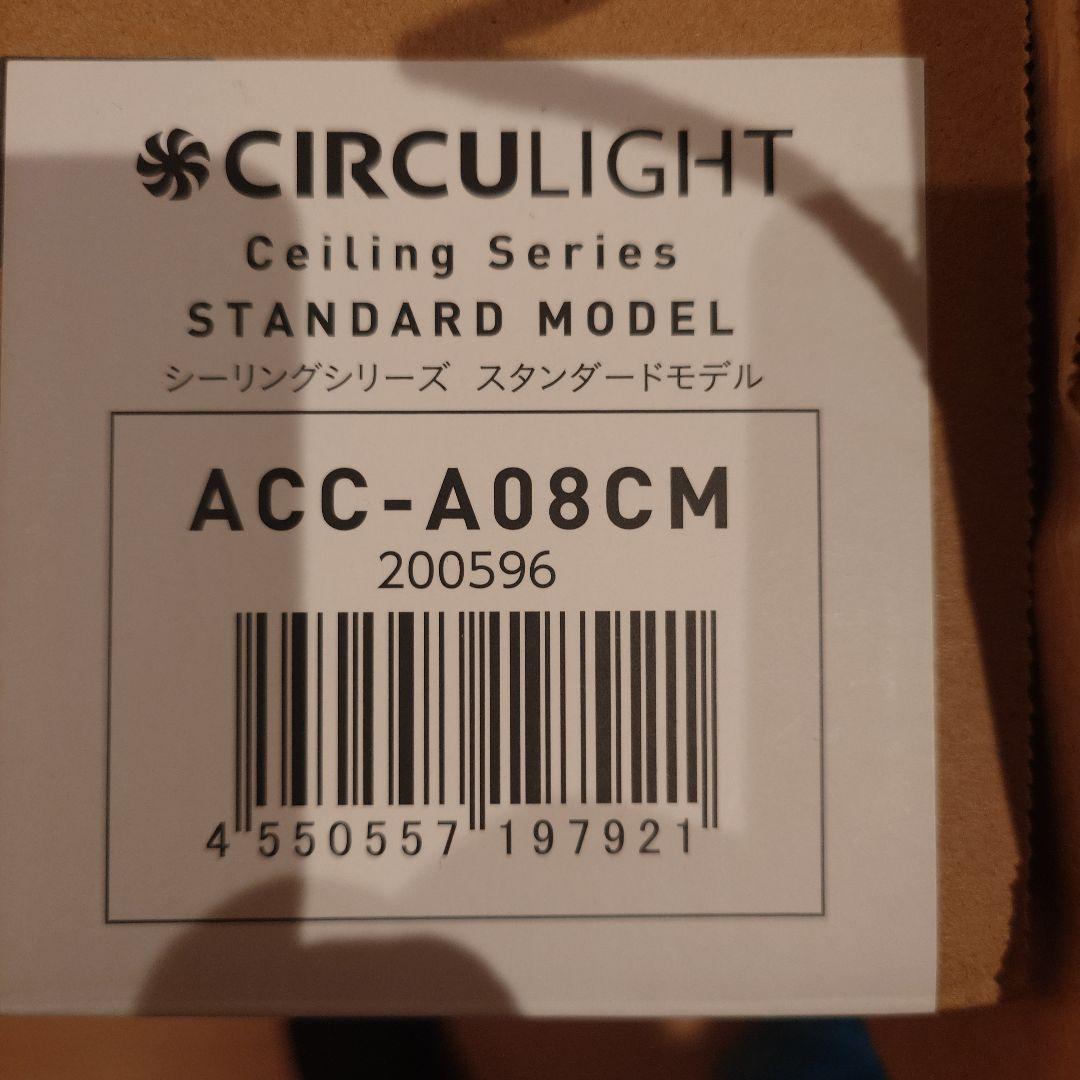 CIRCULIGHT
Ceiling Series
STANDARD MODEL
シーリングシリーズ スタンダードモデル
ACC-A08CM
200596
4 550557 197921